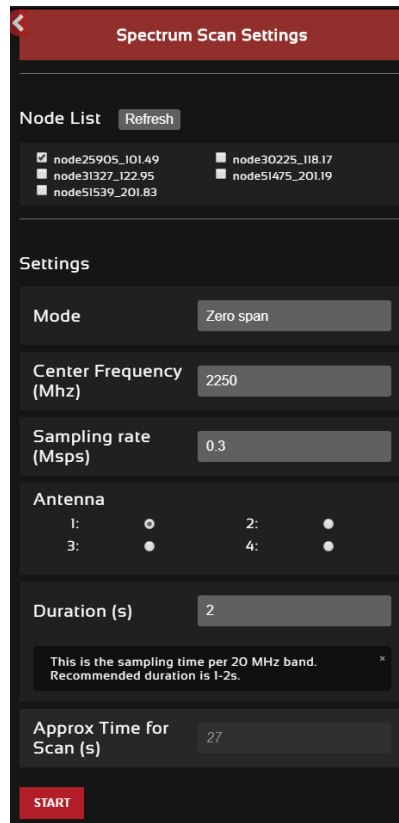 Spectrum Scan Settings
Node List Refresh
node25905_101.49 node30225_118.17
node31327_122.95 node51475_201.19
node51539_201.83
Settings
Mode Zero span
Center Frequency
(Mhz) 2250
Sampling rate
(Msps) 0.3
Antenna
1: 2:
3: 4:
Duration (s) 2
This is the sampling time per 20 MHz band. ×
Recommended duration is 1-2s.
Approx Time for
Scan (s) 27
START